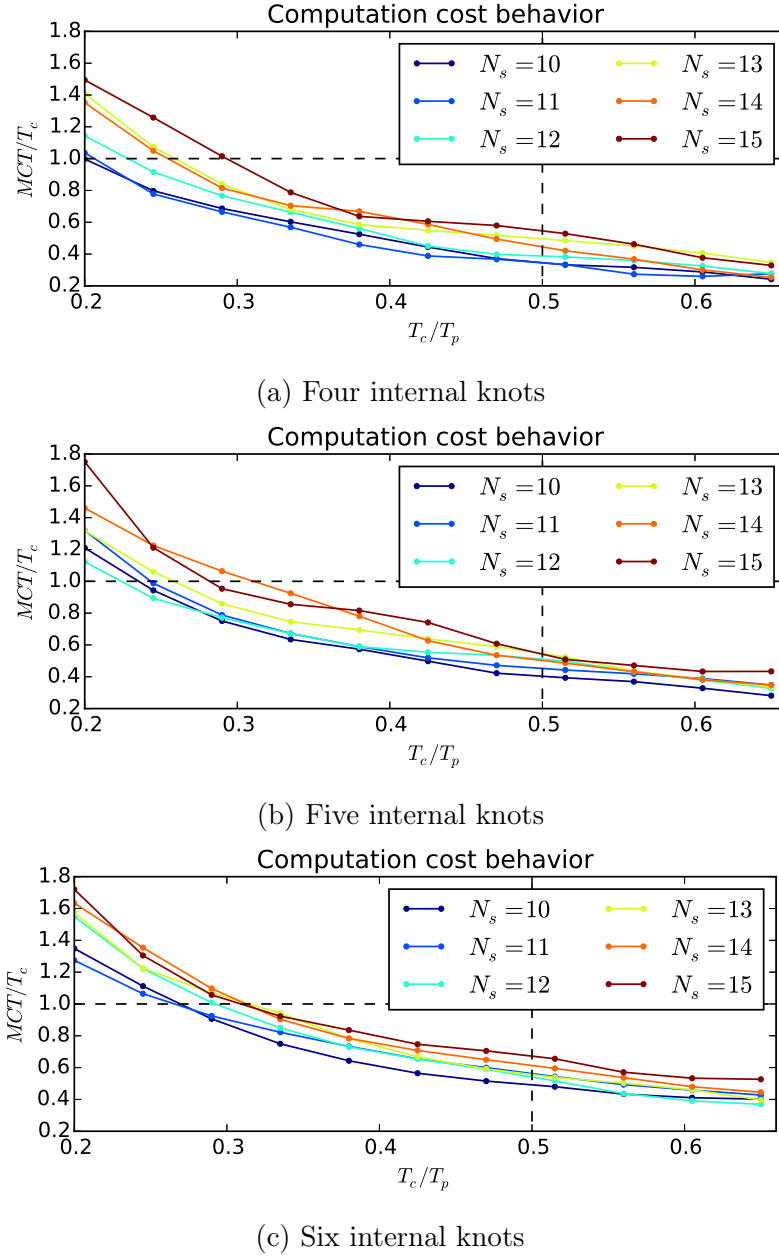 Computation cost behavior
1.8
1.6
1.4
1.2
1.0
0.8
0.6
0.4
0.2
MCT/T_c
N_s=10 N_s=13
N_s=11 N_s=14
N_s=12 N_s=15
0.2 0.3 0.4 0.5 0.6
T_c/T_p
(a) Four internal knots
Computation cost behavior
1.8
1.6
1.4
1.2
1.0
0.8
0.6
0.4
0.2
MCT/T_c
N_s=10 N_s=13
N_s=11 N_s=14
N_s=12 N_s=15
0.2 0.3 0.4 0.5 0.6
T_c/T_p
(b) Five internal knots
Computation cost behavior
1.8
1.6
1.4
1.2
1.0
0.8
0.6
0.4
0.2
MCT/T_c
N_s=10 N_s=13
N_s=11 N_s=14
N_s=12 N_s=15
0.2 0.3 0.4 0.5 0.6
T_c/T_p
(c) Six internal knots